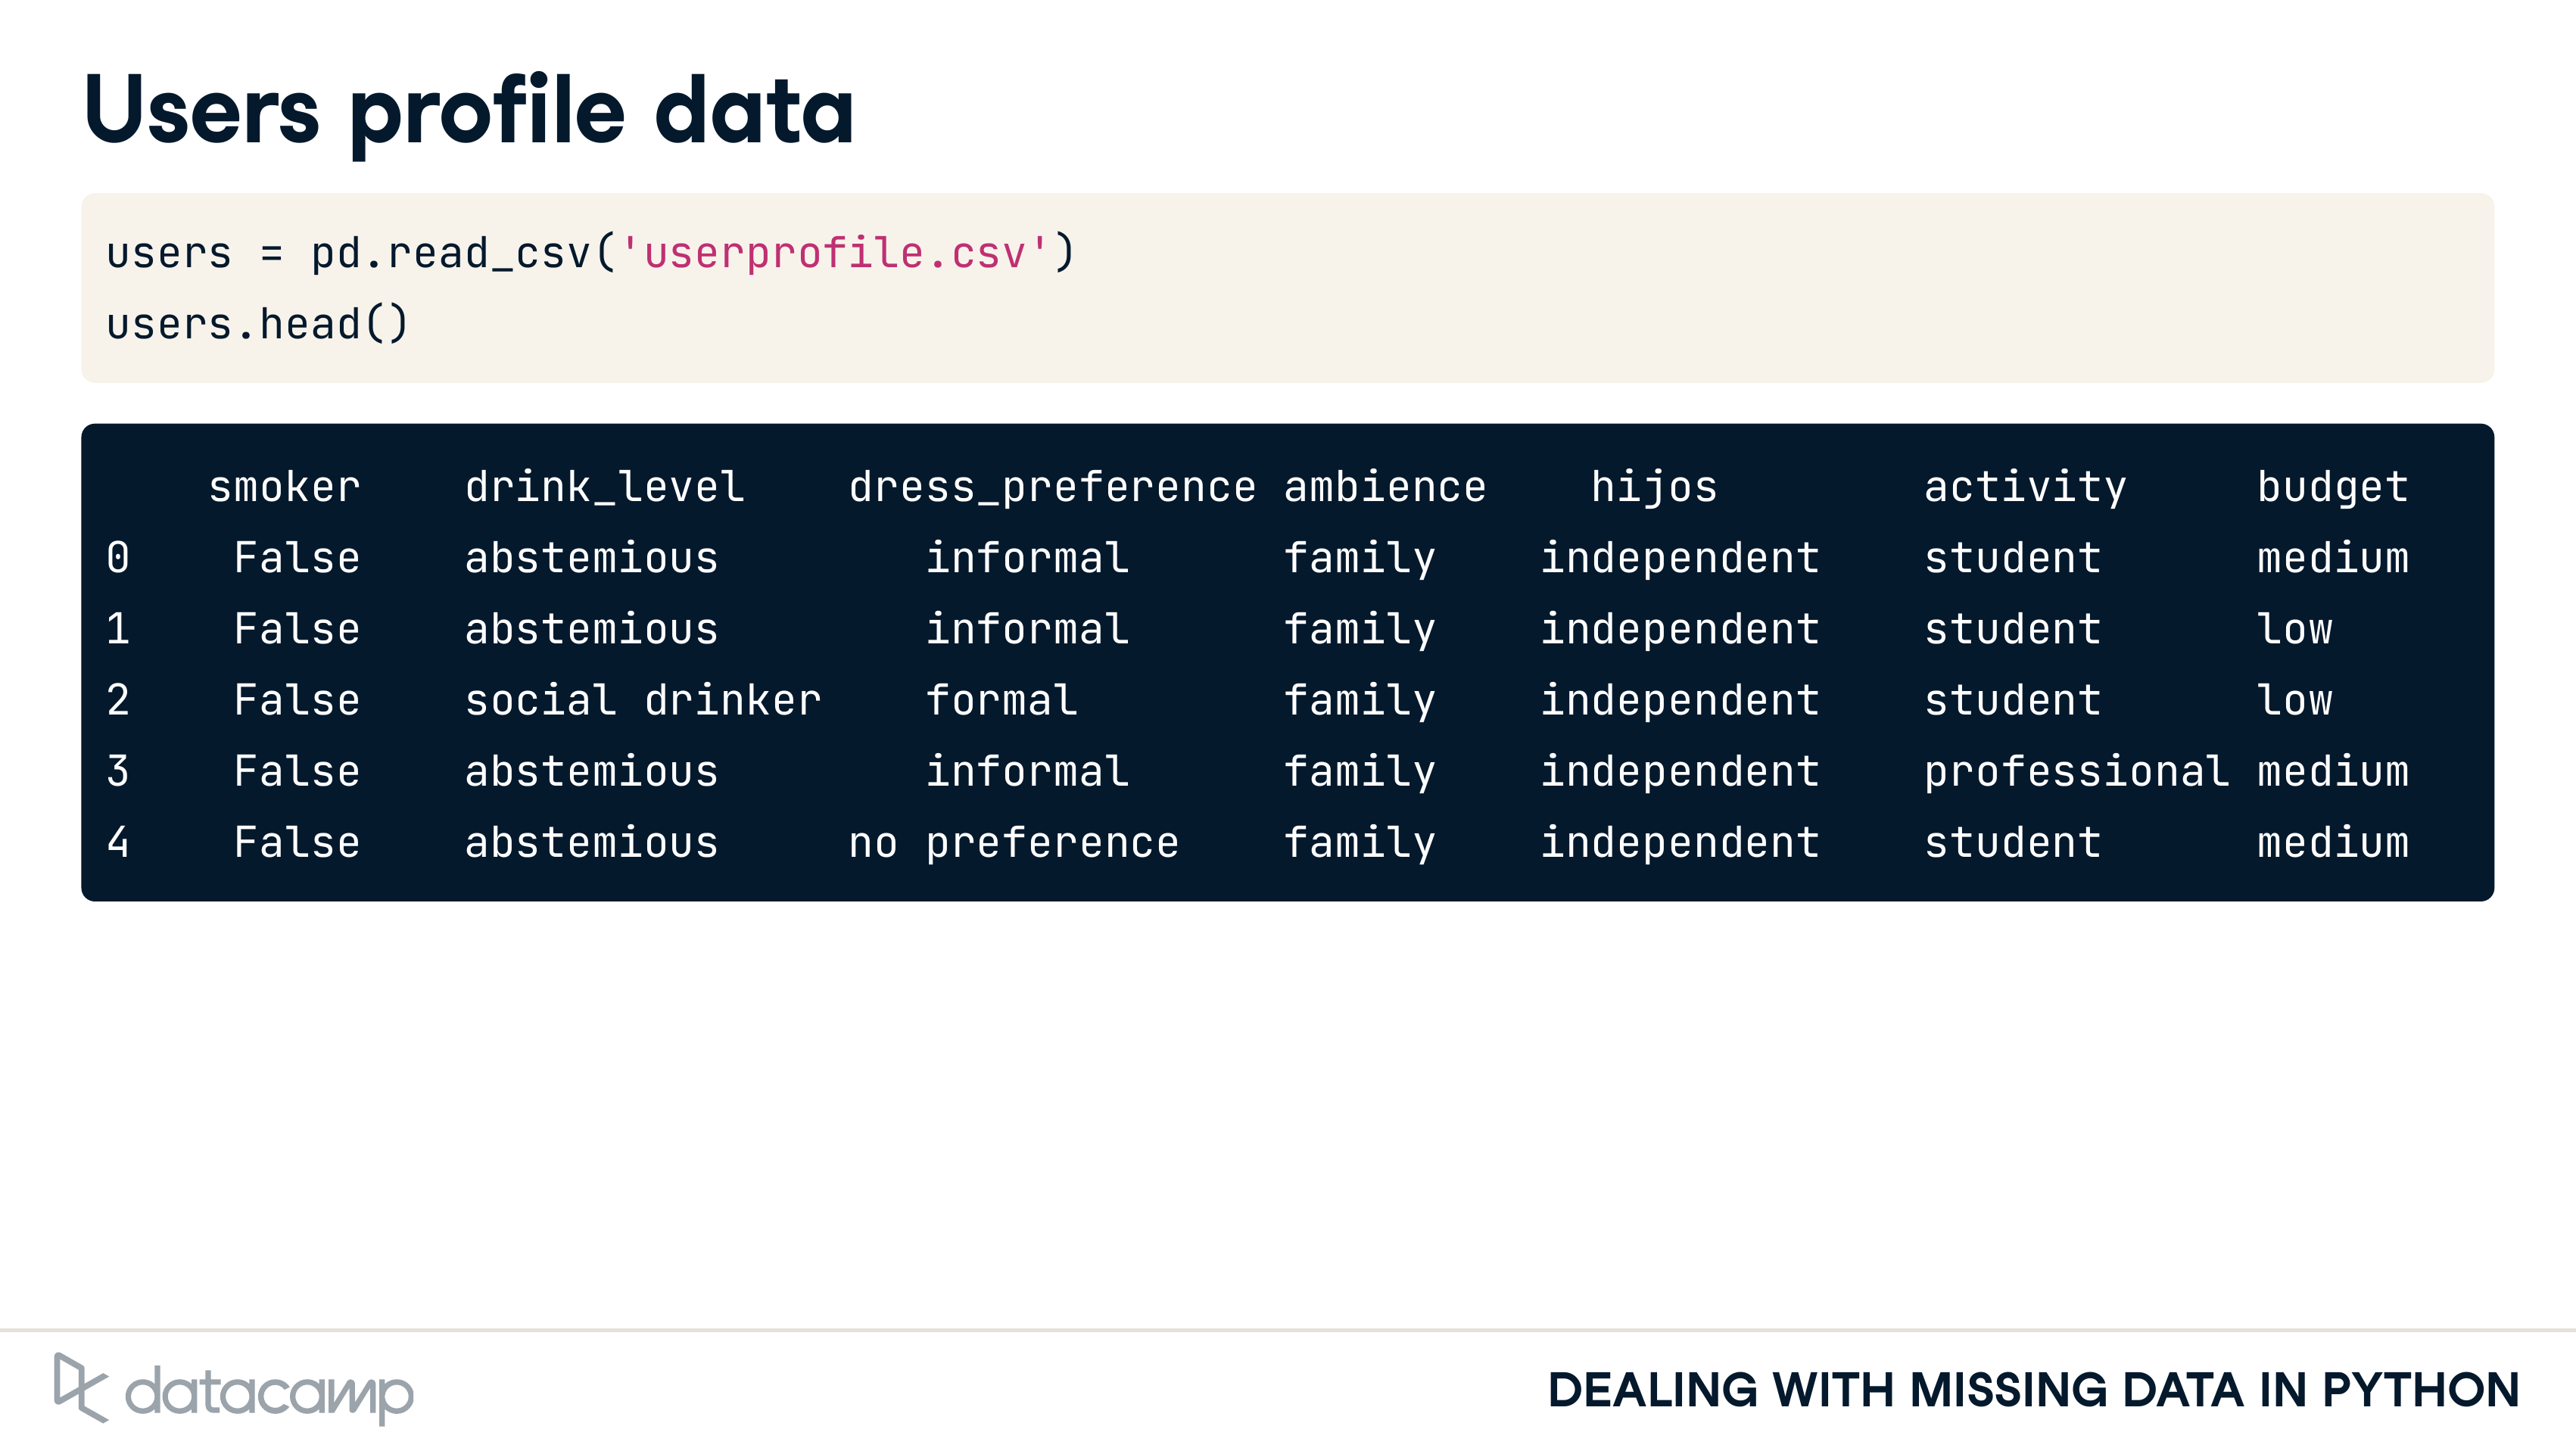 Users profile data
users = pd.read_csv('userprofile.csv')
users.head()
smoker drink_level dress_preference ambience hijos activity budget
0 False abstemious informal family independent student medium
1 False abstemious informal family independent student low
2 False social drinker formal family independent student low
3 False abstemious informal family independent professional medium
4 False abstemious no preference family independent student medium
datacamp
DEALING WITH MISSING DATA IN PYTHON